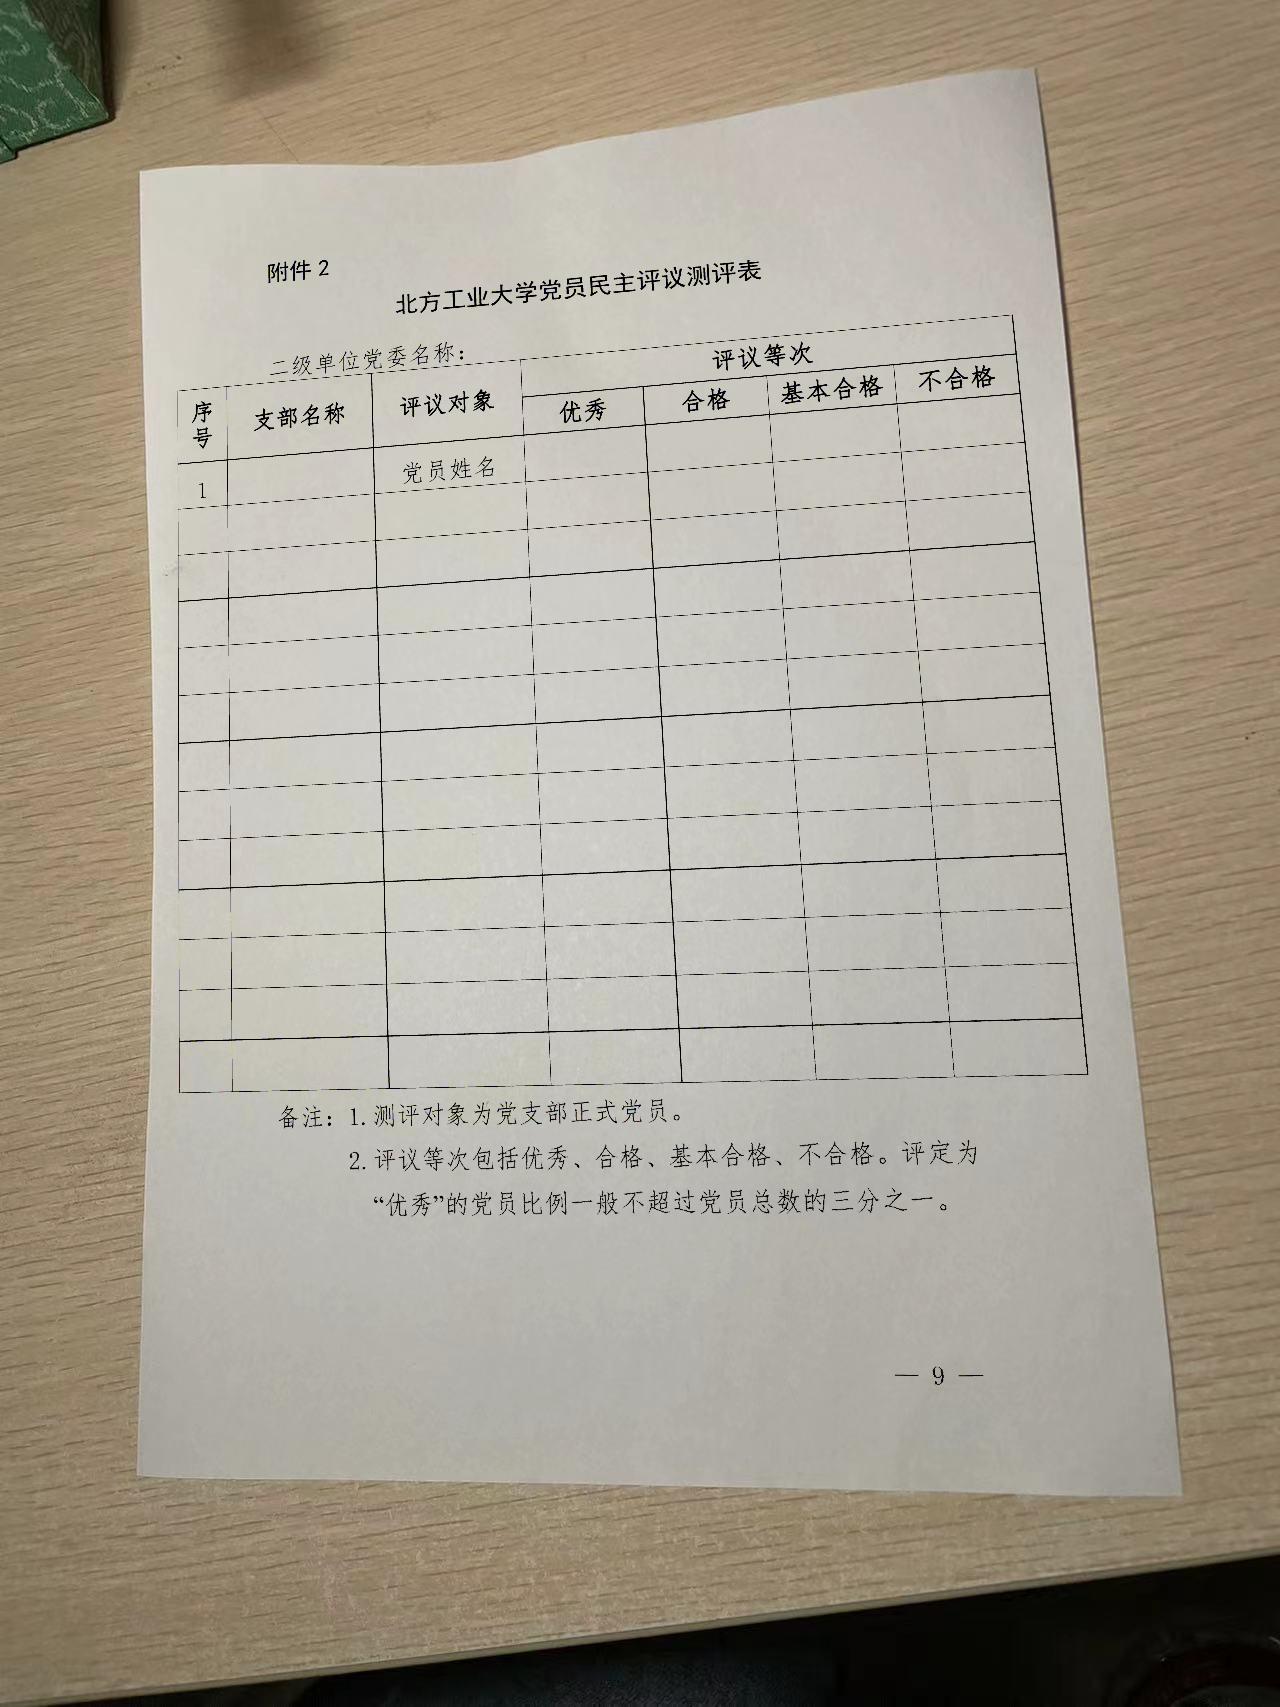 附件 2
北方工业大学党员民主评议测评表
二级单位党委名称：
序号 支部名称 评议对象 评议等次
优秀 合格 基本合格 不合格
1 党员姓名
备注：1. 测评对象为党支部正式党员。
2. 评议等次包括优秀、合格、基本合格、不合格。评定为
“优秀”的党员比例一般不超过党员总数的三分之一。
— 9 —